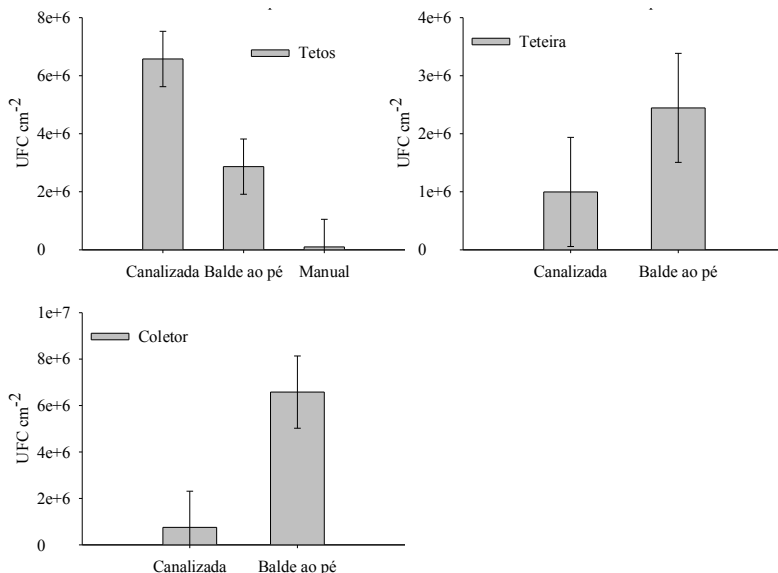 8e+6
6e+6
4e+6
2e+6
0
UFC cm-2
Tetos
Canalizada Balde ao pé Manual
4e+6
3e+6
2e+6
1e+6
0
UFC cm-2
Teteira
Canalizada Balde ao pé
1e+7
8e+6
6e+6
4e+6
2e+6
0
UFC cm-2
Coletor
Canalizada Balde ao pé